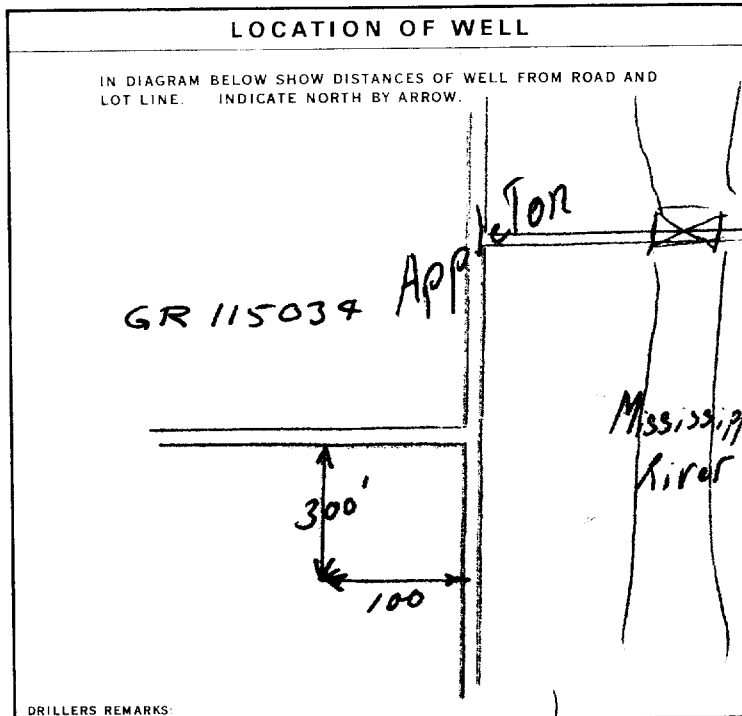 LOCATION OF WELL
IN DIAGRAM BELOW SHOW DISTANCES OF WELL FROM ROAD AND
LOT LINE. INDICATE NORTH BY ARROW.
AppleTon
GR 115034
Mississipp
River
300'
100
DRILLERS REMARKS: